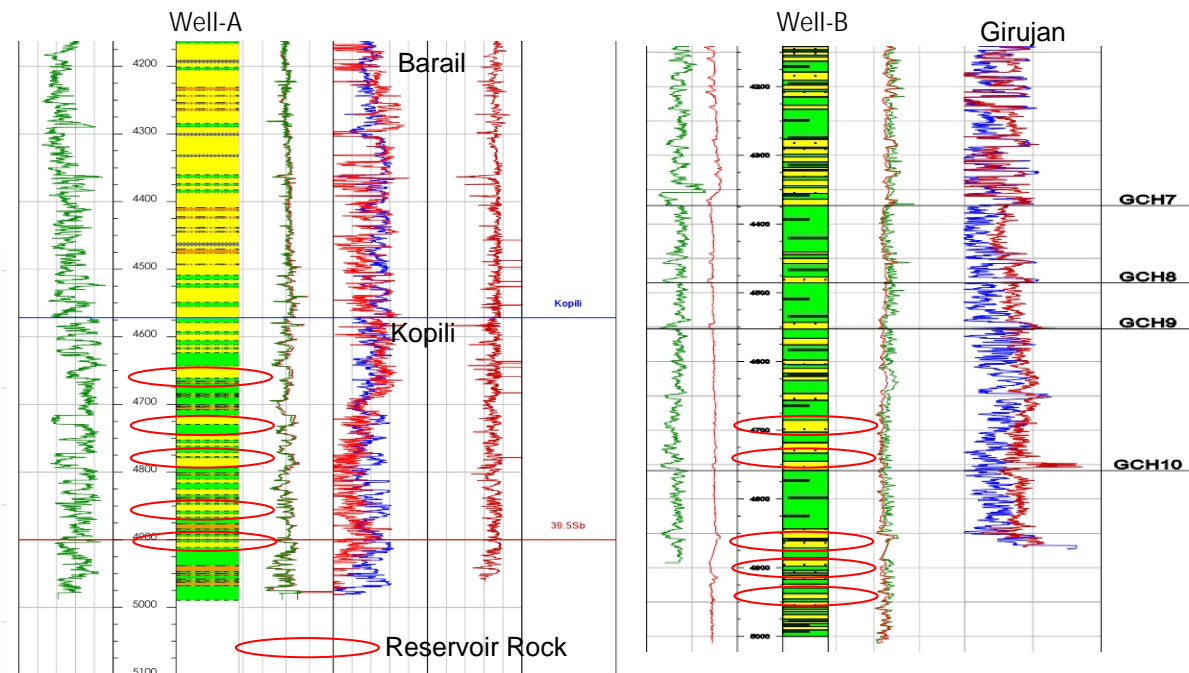 Well-A
Well-B
Girujan
Barail
4200
4200
GCH7
4300
4300
4400
4400
GCH8
4500
4500
Kopili
GCH9
4600
Kopili
4600
4700
4700
GCH10
4800
4800
39.5Sb
4900
4900
5000
5000
Reservoir Rock
5100